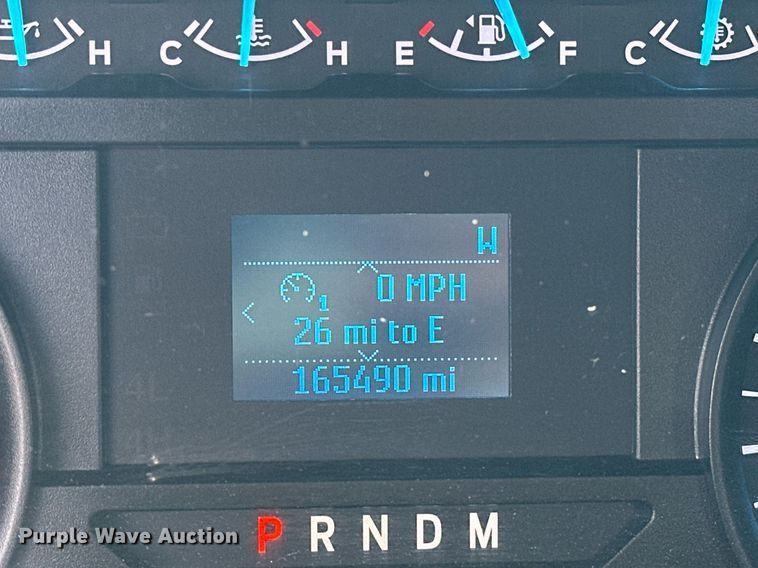 H C H E F C
W
1 0 MPH
26 mi to E
165490 mi
P R N D M
Purple Wave Auction